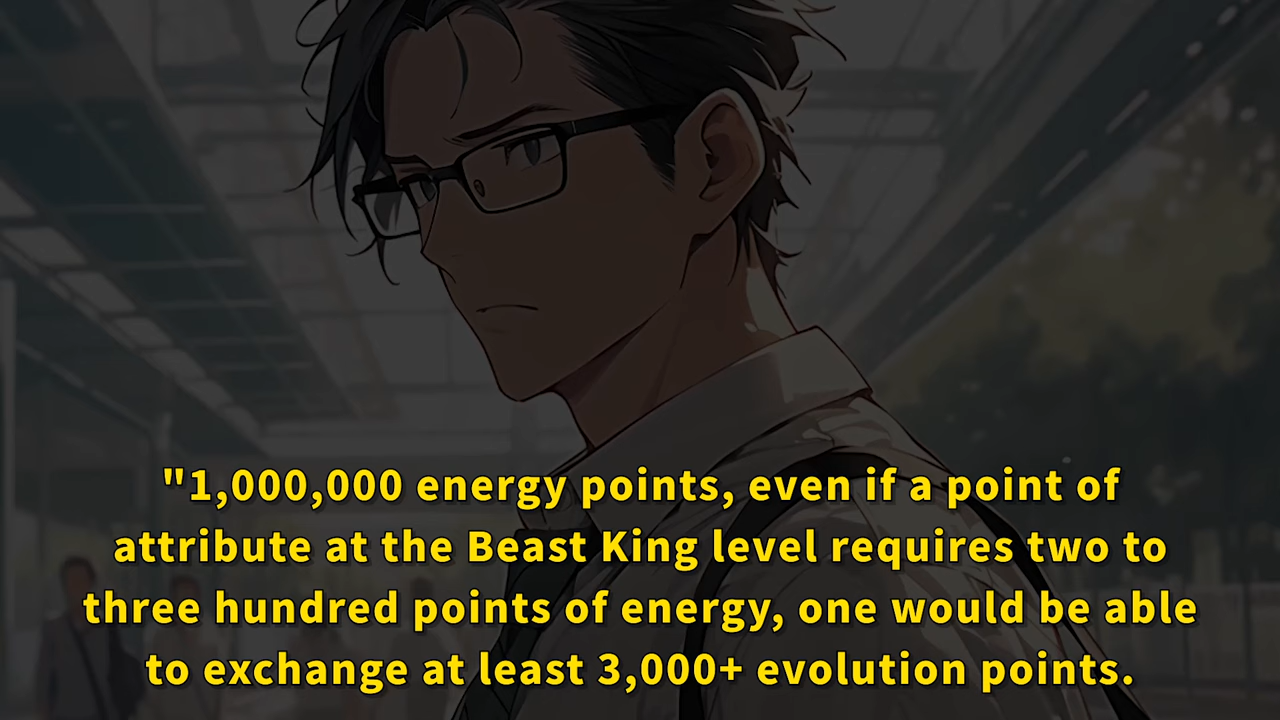 "1,000,000 energy points, even if a point of
attribute at the Beast King level requires two to
three hundred points of energy, one would be able
to exchange at least 3,000+ evolution points.